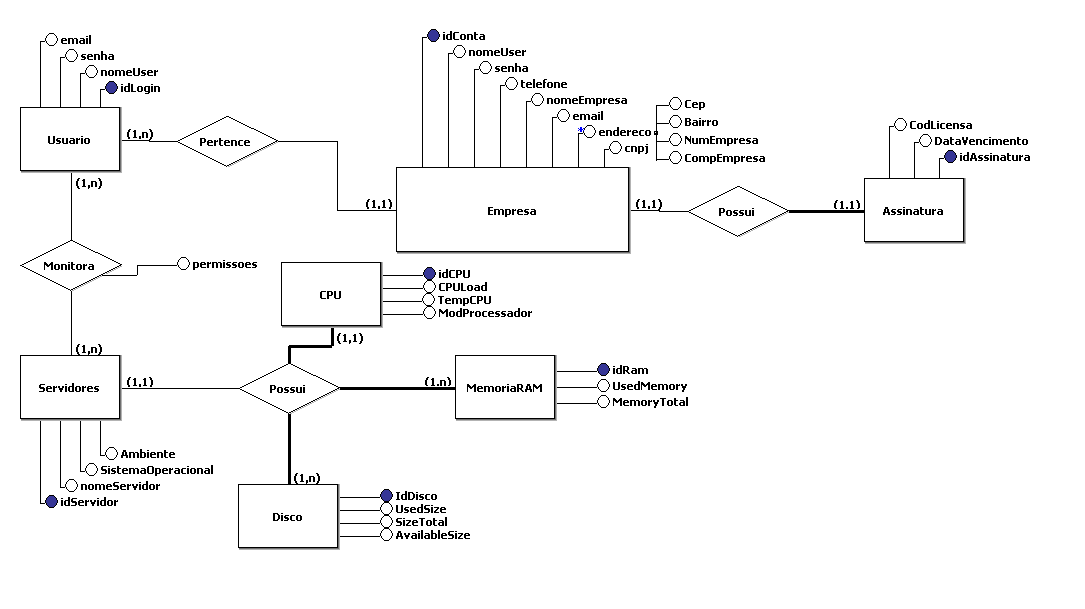 email
senha
nomeUser
idLogin
Usuario
(1,n)
Pertence
(1,n)
idConta
nomeUser
senha
telefone
nomeEmpresa
email
* endereco
cnpj
Cep
Bairro
NumEmpresa
CompEmpresa
(1,1)
Empresa
(1,1)
Possui
(1.1)
CodLicensa
DataVencimento
idAssinatura
Assinatura
Monitora
permissoes
CPU
idCPU
CPULoad
TempCPU
ModProcessador
(1,1)
(1,n)
Servidores
(1,1)
Possui
(1.n)
MemoriaRAM
idRam
UsedMemory
MemoryTotal
Ambiente
SistemaOperacional
nomeServidor
idServidor
(1,n)
Disco
IdDisco
UsedSize
SizeTotal
AvailableSize